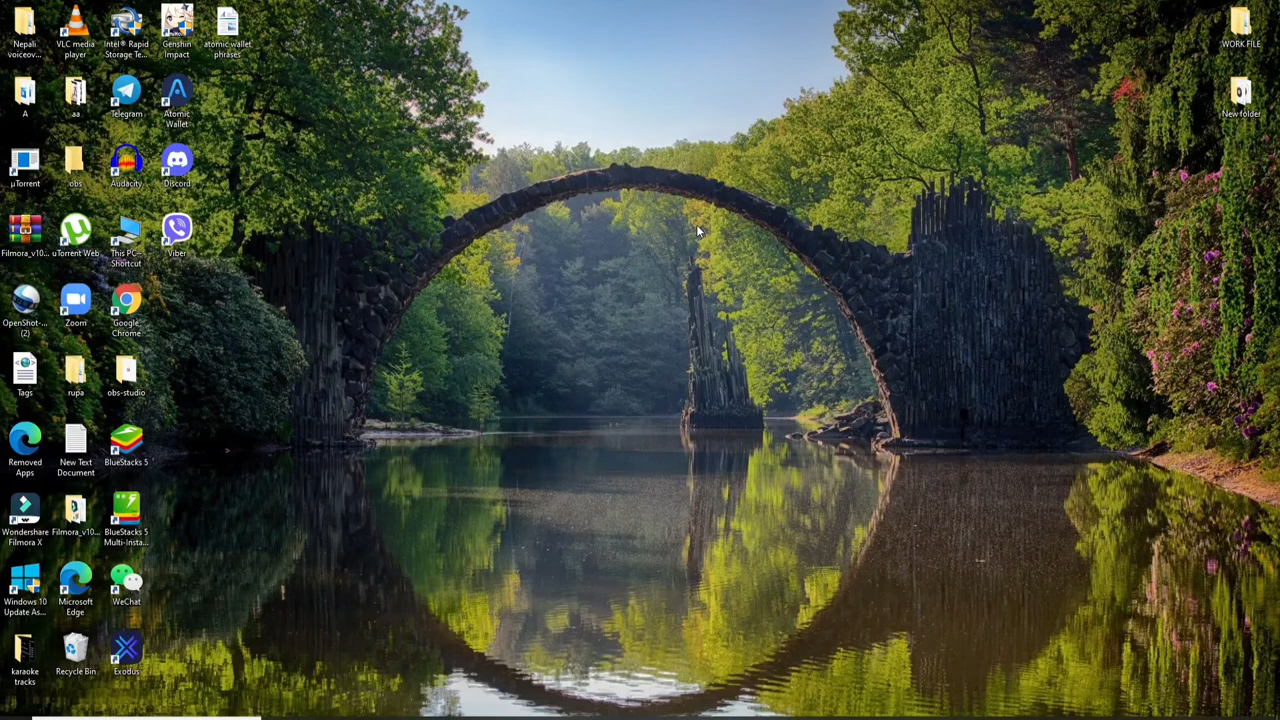 Nepali
voiceov...
VLC media
player
Intel® Rapid
Storage Te...
Genshin
Impact
atomic wallet
phrases
A
aa
Telegram
Atomic
Wallet
µTorrent
obs
Audacity
Discord
Filmora_v10...
uTorrent Web
This PC -
Shortcut
Viber
OpenShot-...
(2)
Zoom
Google
Chrome
Tags
rupa
obs-studio
Removed
Apps
New Text
Document
BlueStacks 5
Wondershare
Filmora X
Filmora_v10...
BlueStacks 5
Multi-Insta...
Windows 10
Update As...
Microsoft
Edge
WeChat
karaoke
tracks
Recycle Bin
Exodus
WORK FILE
New folder